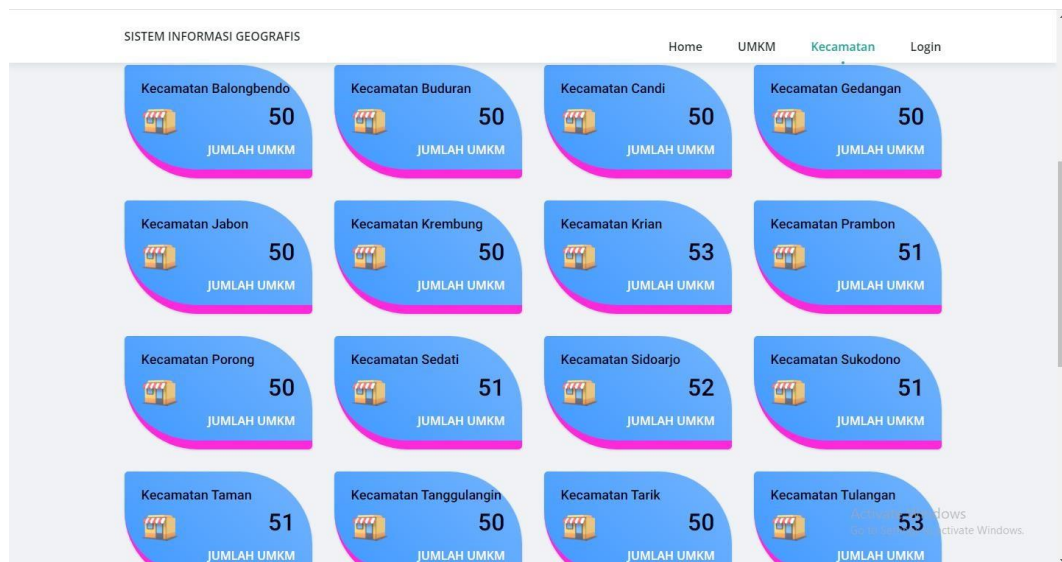 SISTEM INFORMASI GEOGRAFIS
Home UMKM Kecamatan Login
Kecamatan Balongbendo
50
JUMLAH UMKM
Kecamatan Buduran
50
JUMLAH UMKM
Kecamatan Candi
50
JUMLAH UMKM
Kecamatan Gedangan
50
JUMLAH UMKM
Kecamatan Jabon
50
JUMLAH UMKM
Kecamatan Krembung
50
JUMLAH UMKM
Kecamatan Krian
53
JUMLAH UMKM
Kecamatan Prambon
51
JUMLAH UMKM
Kecamatan Porong
50
JUMLAH UMKM
Kecamatan Sedati
51
JUMLAH UMKM
Kecamatan Sidoarjo
52
JUMLAH UMKM
Kecamatan Sukodono
51
JUMLAH UMKM
Kecamatan Taman
51
JUMLAH UMKM
Kecamatan Tanggulangin
50
JUMLAH UMKM
Kecamatan Tarik
50
JUMLAH UMKM
Kecamatan Tulangan
53
JUMLAH UMKM
Windows.